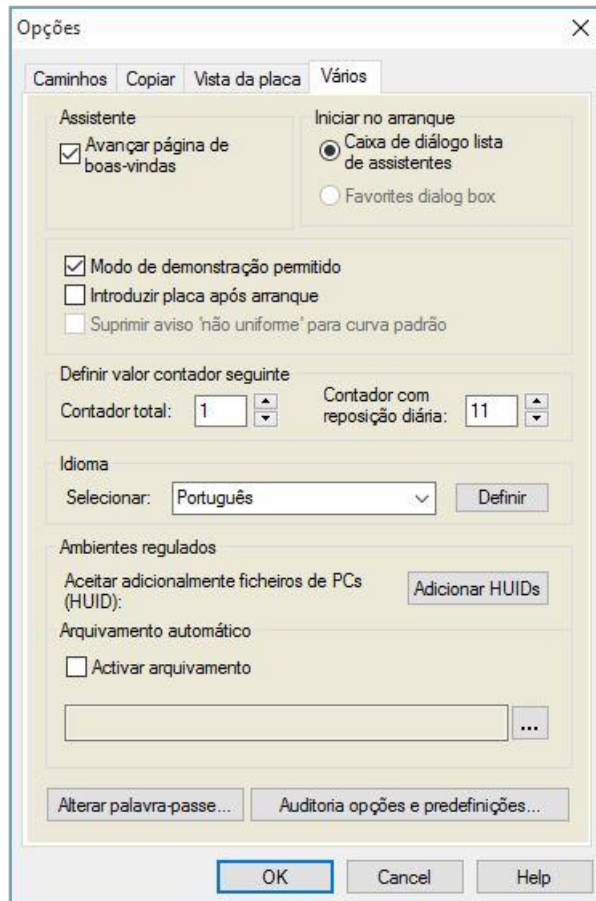 Opções
Caminhos Copiar Vista da placa Vários
Assistente
Avançar página de
boas-vindas
Iniciar no arranque
Caixa de diálogo lista
de assistentes
Favorites dialog box
Modo de demonstração permitido
Introduzir placa após arranque
Suprimir aviso 'não uniforme' para curva padrão
Definir valor contador seguinte
Contador total: 1
Contador com
reposição diária: 11
Idioma
Selecionar: Português Definir
Ambientes regulados
Aceitar adicionalmente ficheiros de PCs
(HUID):
Adicionar HUIDs
Arquivamento automático
Activar arquivamento
...
Alterar palavra-passe... Auditoria opções e predefinições...
OK Cancel Help